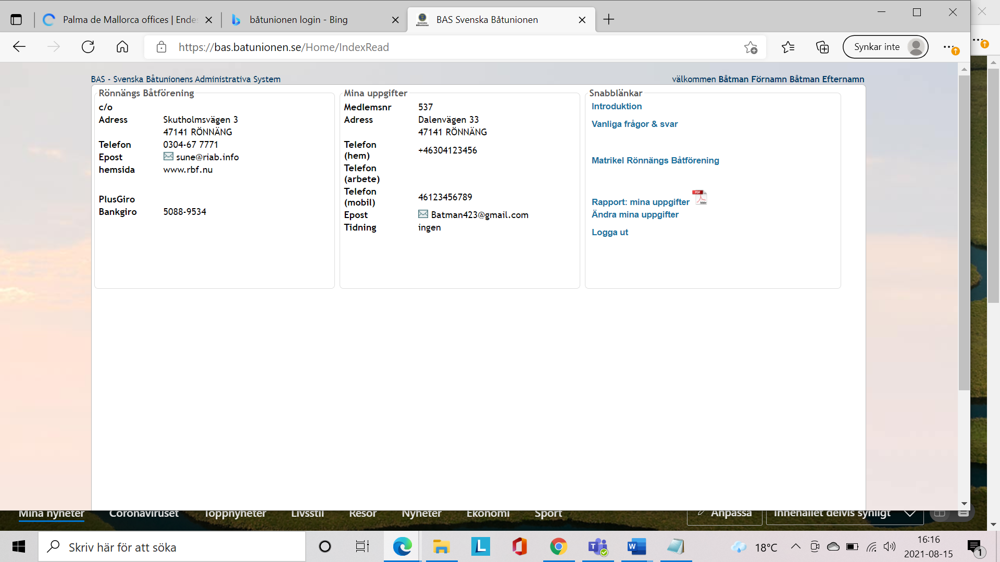 Palma de Mallorca offices | Ende
båtunionen login - Bing
BAS Svenska Båtunionen
https://bas.batunionen.se/Home/IndexRead
Synkar inte
BAS - Svenska Båtunionens Administrativa System
välkommen Båtman Förnamn Båtman Efternamn
Rönnängs Båtförening
c/o
Adress Skutholmsvägen 3
47141 RÖNNÄNG
Telefon 0304-67 7771
Epost sune@riab.info
hemsida www.rbf.nu
PlusGiro
Bankgiro 5088-9534
Mina uppgifter
Medlemsnr 537
Adress Dalenvägen 33
47141 RÖNNÄNG
Telefon
(hem) +46304123456
Telefon
(arbete)
Telefon
(mobil) 46123456789
Epost Batman423@gmail.com
Tidning ingen
Snabblänkar
Introduktion
Vanliga frågor & svar
Matrikel Rönnängs Båtförening
Rapport: mina uppgifter PDF Adobe
Ändra mina uppgifter
Logga ut
Mina nyheter Coronaviruset Toppnyheter Livsstil Resor Nyheter Ekonomi Sport Anpassa Innehållet delvis synligt
Skriv här för att söka
L
T
W
18°C
16:16
2021-08-15
1